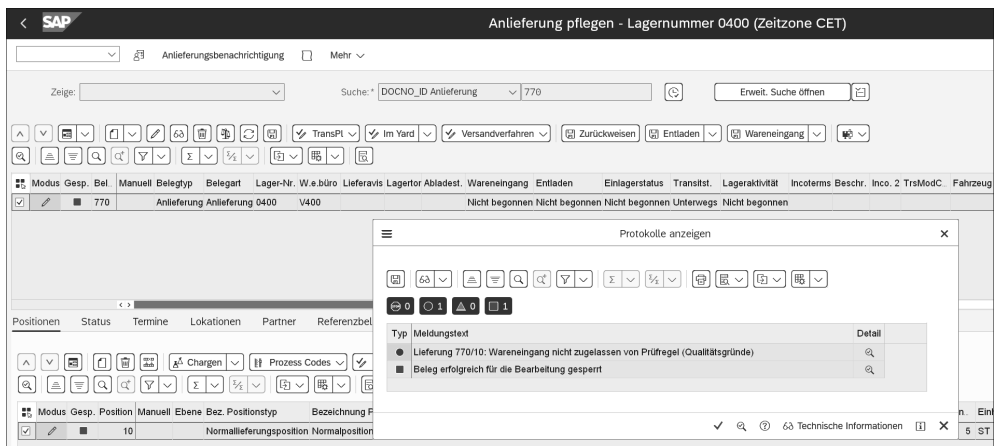 SAP
Anlieferung pflegen - Lagernummer 0400 (Zeitzone CET)
Anlieferungsbenachrichtigung Mehr
Zeige: Suche: * DOCNO_ID Anlieferung 770 Erweit. Suche öffnen
TransPl Im Yard Versandverfahren Zurückweisen Entladen Wareneingang
Modus Gesp. Bel.. Manuell Belegtyp Belegart Lager-Nr. W.e.büro Lieferavis Lagertor Abladest. Wareneingang Entladen Einlagerstatus Transitst. Lageraktivität Incoterms Beschr. Inco. 2 TrsModC.. Fahrzeug
770 Anlieferung Anlieferung 0400 V400 Nicht begonnen Nicht begonnen Nicht begonnen Unterwegs Nicht begonnen
Protokolle anzeigen
STOP 0 1 0 1
Typ Meldungstext Detail
Lieferung 770/10: Wareneingang nicht zugelassen von Prüfregel (Qualitätsgründe)
Beleg erfolgreich für die Bearbeitung gesperrt
Technische Informationen
Positionen Status Termine Lokationen Partner Referenzbel
Chargen Prozess Codes
Modus Gesp. Position Manuell Ebene Bez. Positionstyp Bezeichnung P n.. Einh
10 Normallieferungsposition Normalposition 5 ST